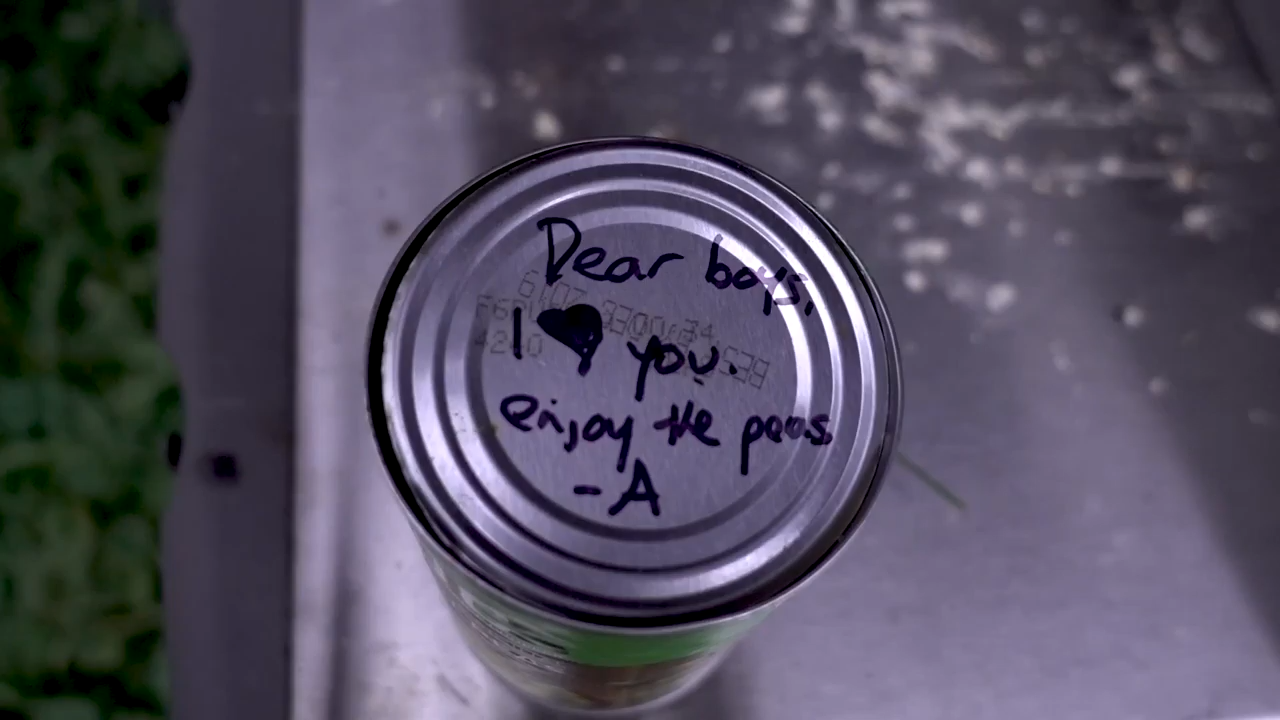 Dear boys,
I ♥ you.
enjoy the peas.
-A